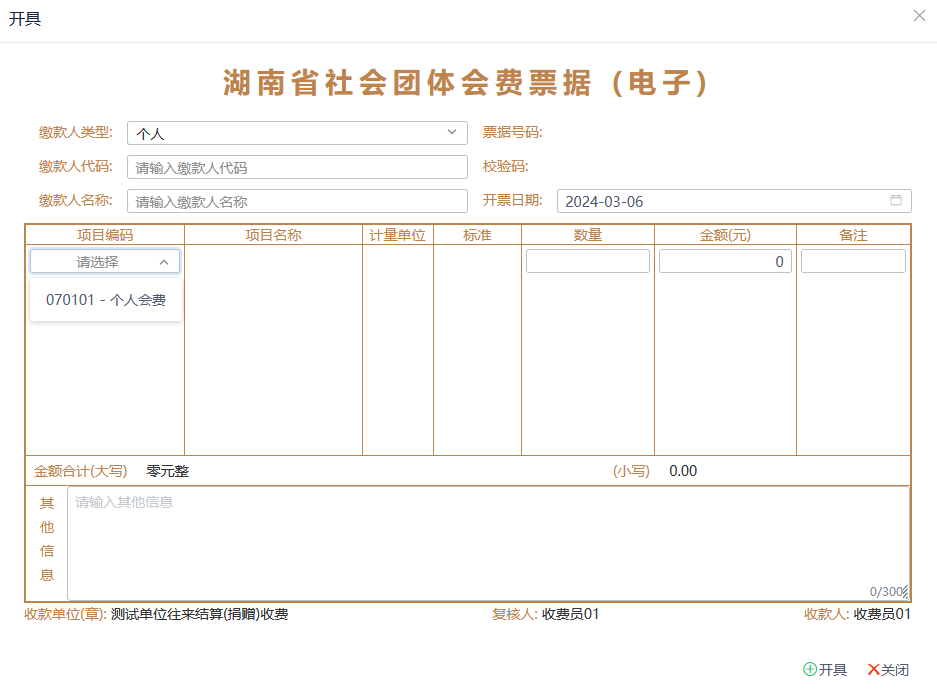 开具
湖南省社会团体会费票据（电子）
缴款人类型: 个人 票据号码:
缴款人代码: 请输入缴款人代码 校验码:
缴款人名称: 请输入缴款人名称 开票日期: 2024-03-06
项目编码 项目名称 计量单位 标准 数量 金额(元) 备注
请选择 0
070101 - 个人会费
金额合计(大写) 零元整 (小写) 0.00
其他信息 请输入其他信息
0/300
收款单位(章): 测试单位往来结算(捐赠)收费 复核人: 收费员01 收款人: 收费员01
开具 关闭